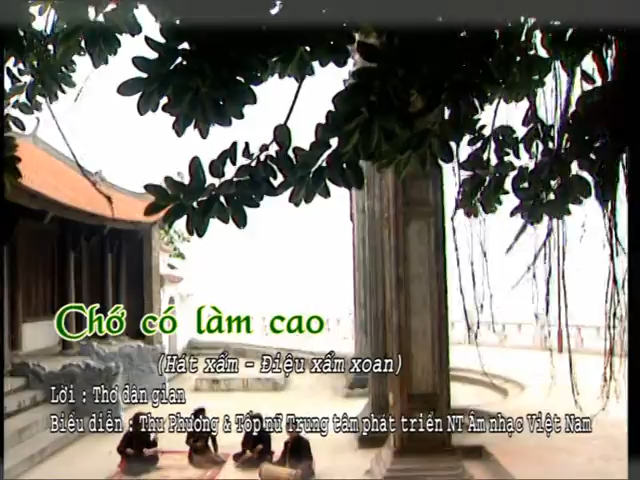 Chớ có làm cao
(Hát xẩm - Điệu xẩm xoan)
Lời : Thơ dân gian
Biểu diễn : Thu Phương & Tốp nữ Trung tâm phát triển NT Âm nhạc Việt Nam